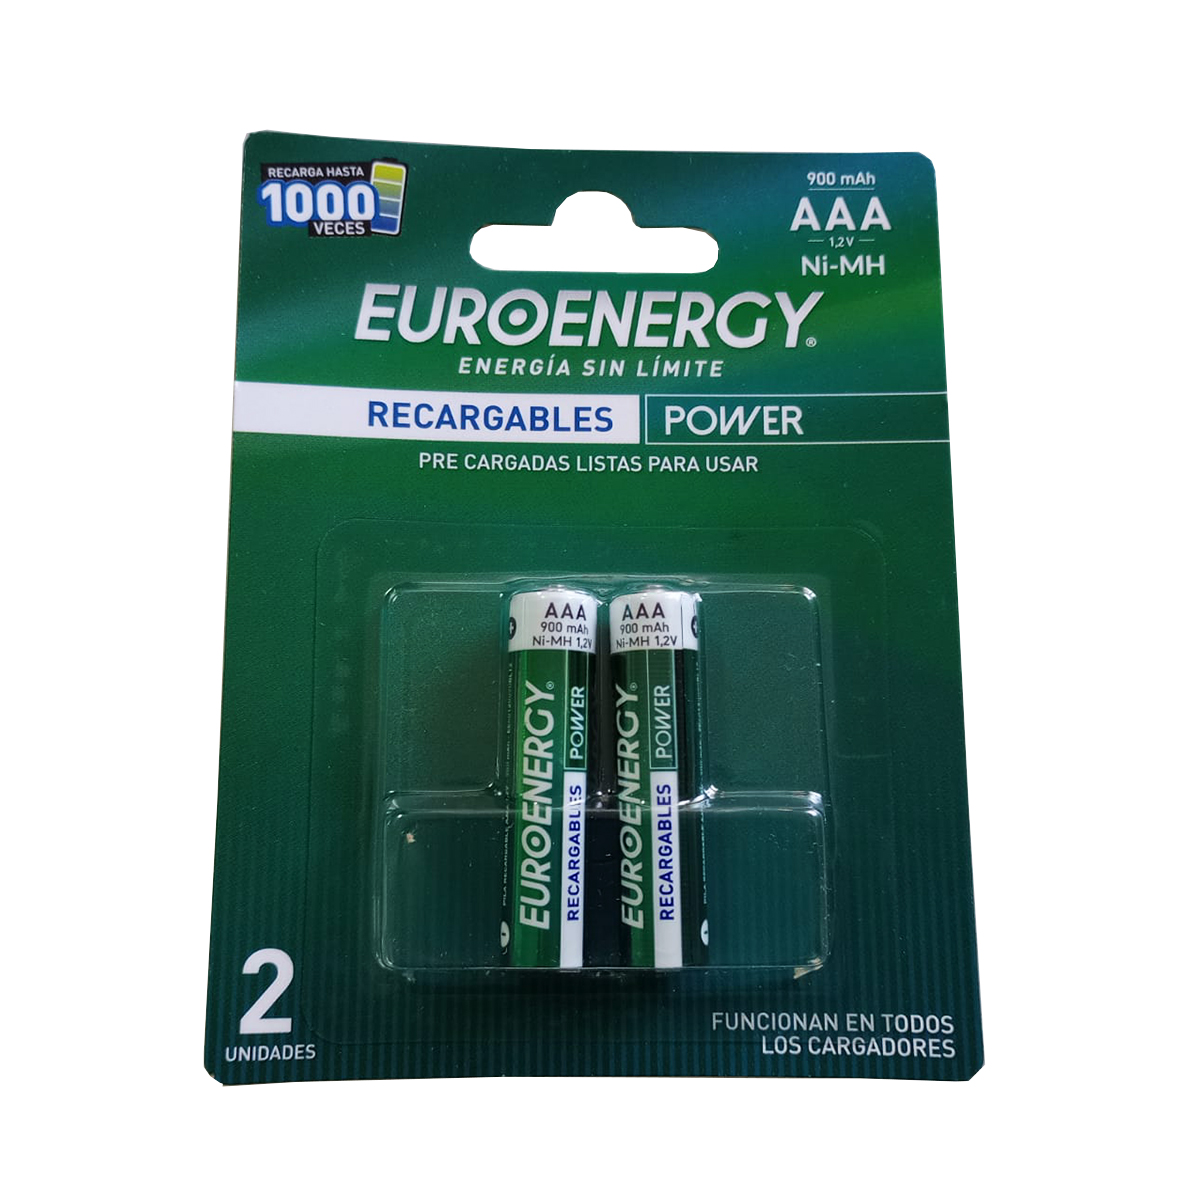 RECARGA HASTA
1000
VECES
900 mAh
AAA
1,2V
Ni-MH
EUROENERGY®
ENERGÍA SIN LÍMITE
RECARGABLES
POWER
PRE CARGADAS LISTAS PARA USAR
AAA
900 mAh
Ni-MH 1,2V
+
EUROENERGY®
POWER
RECARGABLES
-
AAA
900 mAh
Ni-MH 1,2V
+
EUROENERGY®
POWER
RECARGABLES
-
2
UNIDADES
FUNCIONAN EN TODOS
LOS CARGADORES